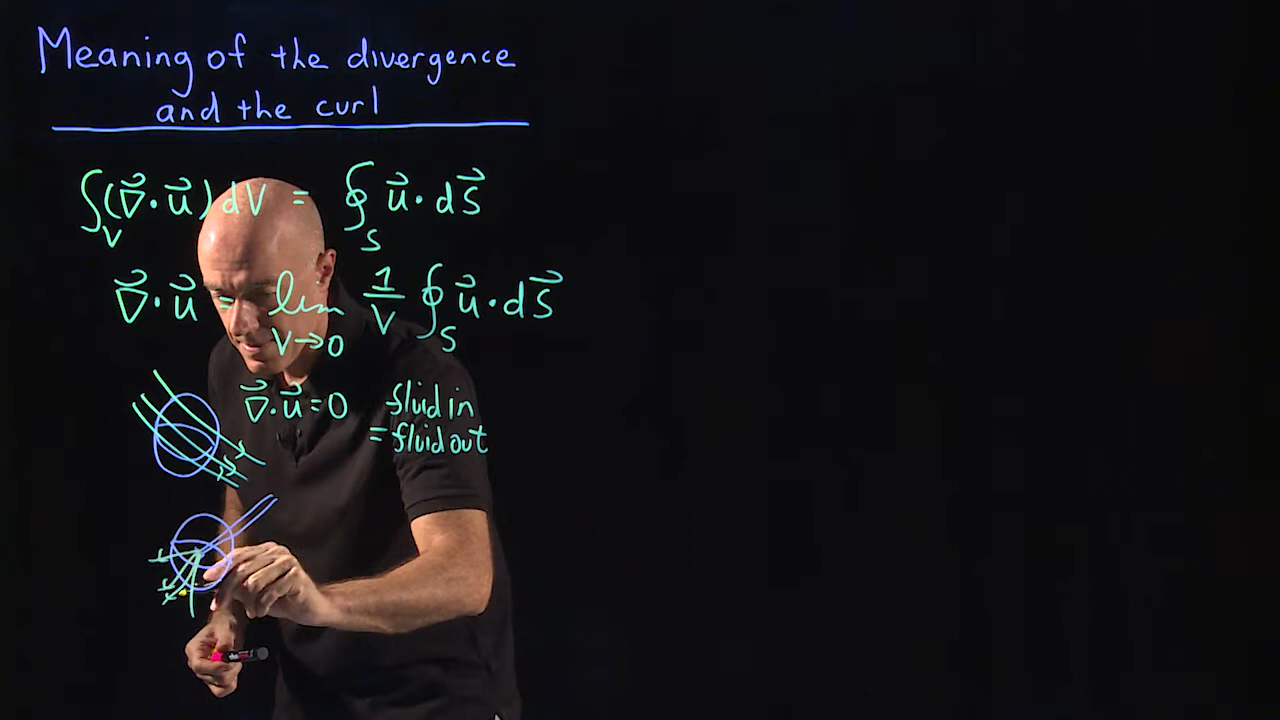 Meaning of the divergence
and the curl
∫_V (∇⃗·u⃗) dV = ∮_S u⃗·dS⃗
∇⃗·u⃗ = lim_{V→0} 1/V ∮_S u⃗·dS⃗
∇⃗·u⃗=0 fluid in
= fluid out